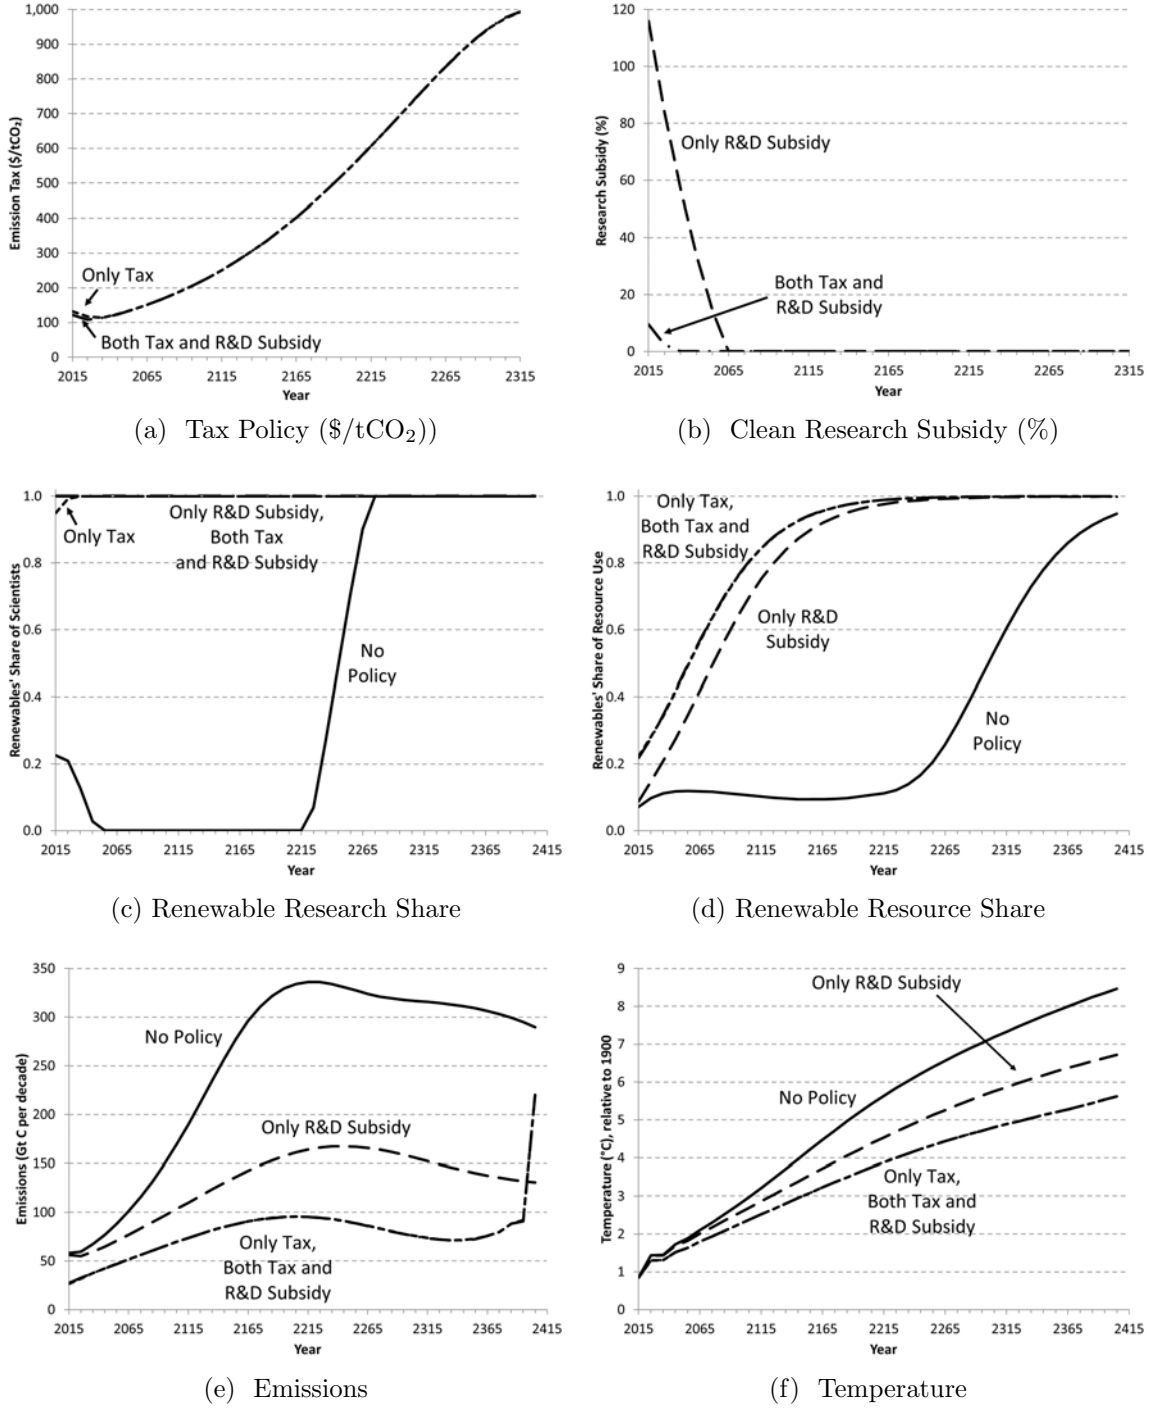 1,000
900
800
700
600
500
400
300
200
100
0
Emission Tax ($/tCO₂)
Only Tax
Both Tax and R&D Subsidy
2015 2065 2115 2165 2215 2265 2315
Year
(a) Tax Policy ($/tCO₂))
120
100
80
60
40
20
0
Research Subsidy (%)
Only R&D Subsidy
Both Tax and
R&D Subsidy
2015 2065 2115 2165 2215 2265 2315
Year
(b) Clean Research Subsidy (%)
1.0
0.8
0.6
0.4
0.2
0.0
Renewables' Share of Scientists
Only Tax
Only R&D Subsidy,
Both Tax
and R&D Subsidy
No
Policy
2015 2065 2115 2165 2215 2265 2315 2365 2415
Year
(c) Renewable Research Share
1.0
0.8
0.6
0.4
0.2
0.0
Renewables' Share of Resource Use
Only Tax,
Both Tax and
R&D Subsidy
Only R&D
Subsidy
No
Policy
2015 2065 2115 2165 2215 2265 2315 2365 2415
Year
(d) Renewable Resource Share
350
300
250
200
150
100
50
0
Emissions (Gt C per decade)
No Policy
Only R&D Subsidy
Only Tax,
Both Tax and
R&D Subsidy
2015 2065 2115 2165 2215 2265 2315 2365 2415
Year
(e) Emissions
9
8
7
6
5
4
3
2
1
0
Temperature (°C), relative to 1900
Only R&D Subsidy
No Policy
Only Tax,
Both Tax and
R&D Subsidy
2015 2065 2115 2165 2215 2265 2315 2365 2415
Year
(f) Temperature